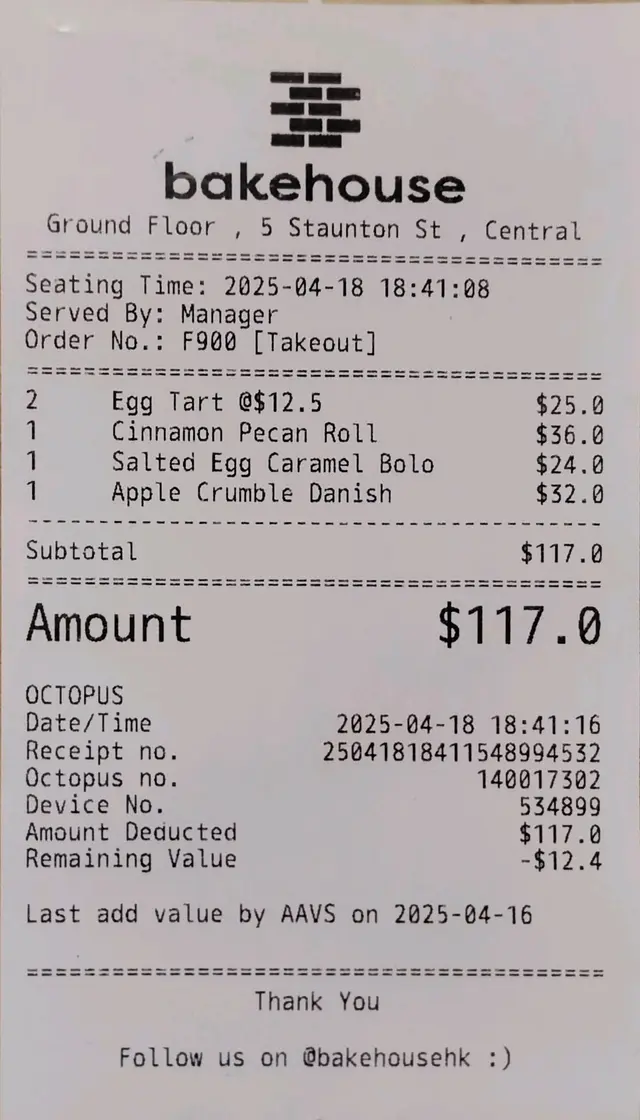 bakehouse
Ground Floor , 5 Staunton St , Central
=========================================
Seating Time: 2025-04-18 18:41:08
Served By: Manager
Order No.: F900 [Takeout]
=========================================
2 Egg Tart @$12.5 $25.0
1 Cinnamon Pecan Roll $36.0
1 Salted Egg Caramel Bolo $24.0
1 Apple Crumble Danish $32.0
-----------------------------------------
Subtotal $117.0
=========================================
Amount $117.0
OCTOPUS
Date/Time 2025-04-18 18:41:16
Receipt no. 25041818411548994532
Octopus no. 140017302
Device No. 534899
Amount Deducted $117.0
Remaining Value -$12.4
Last add value by AAVS on 2025-04-16
=========================================
Thank You
Follow us on @bakehousehk :)